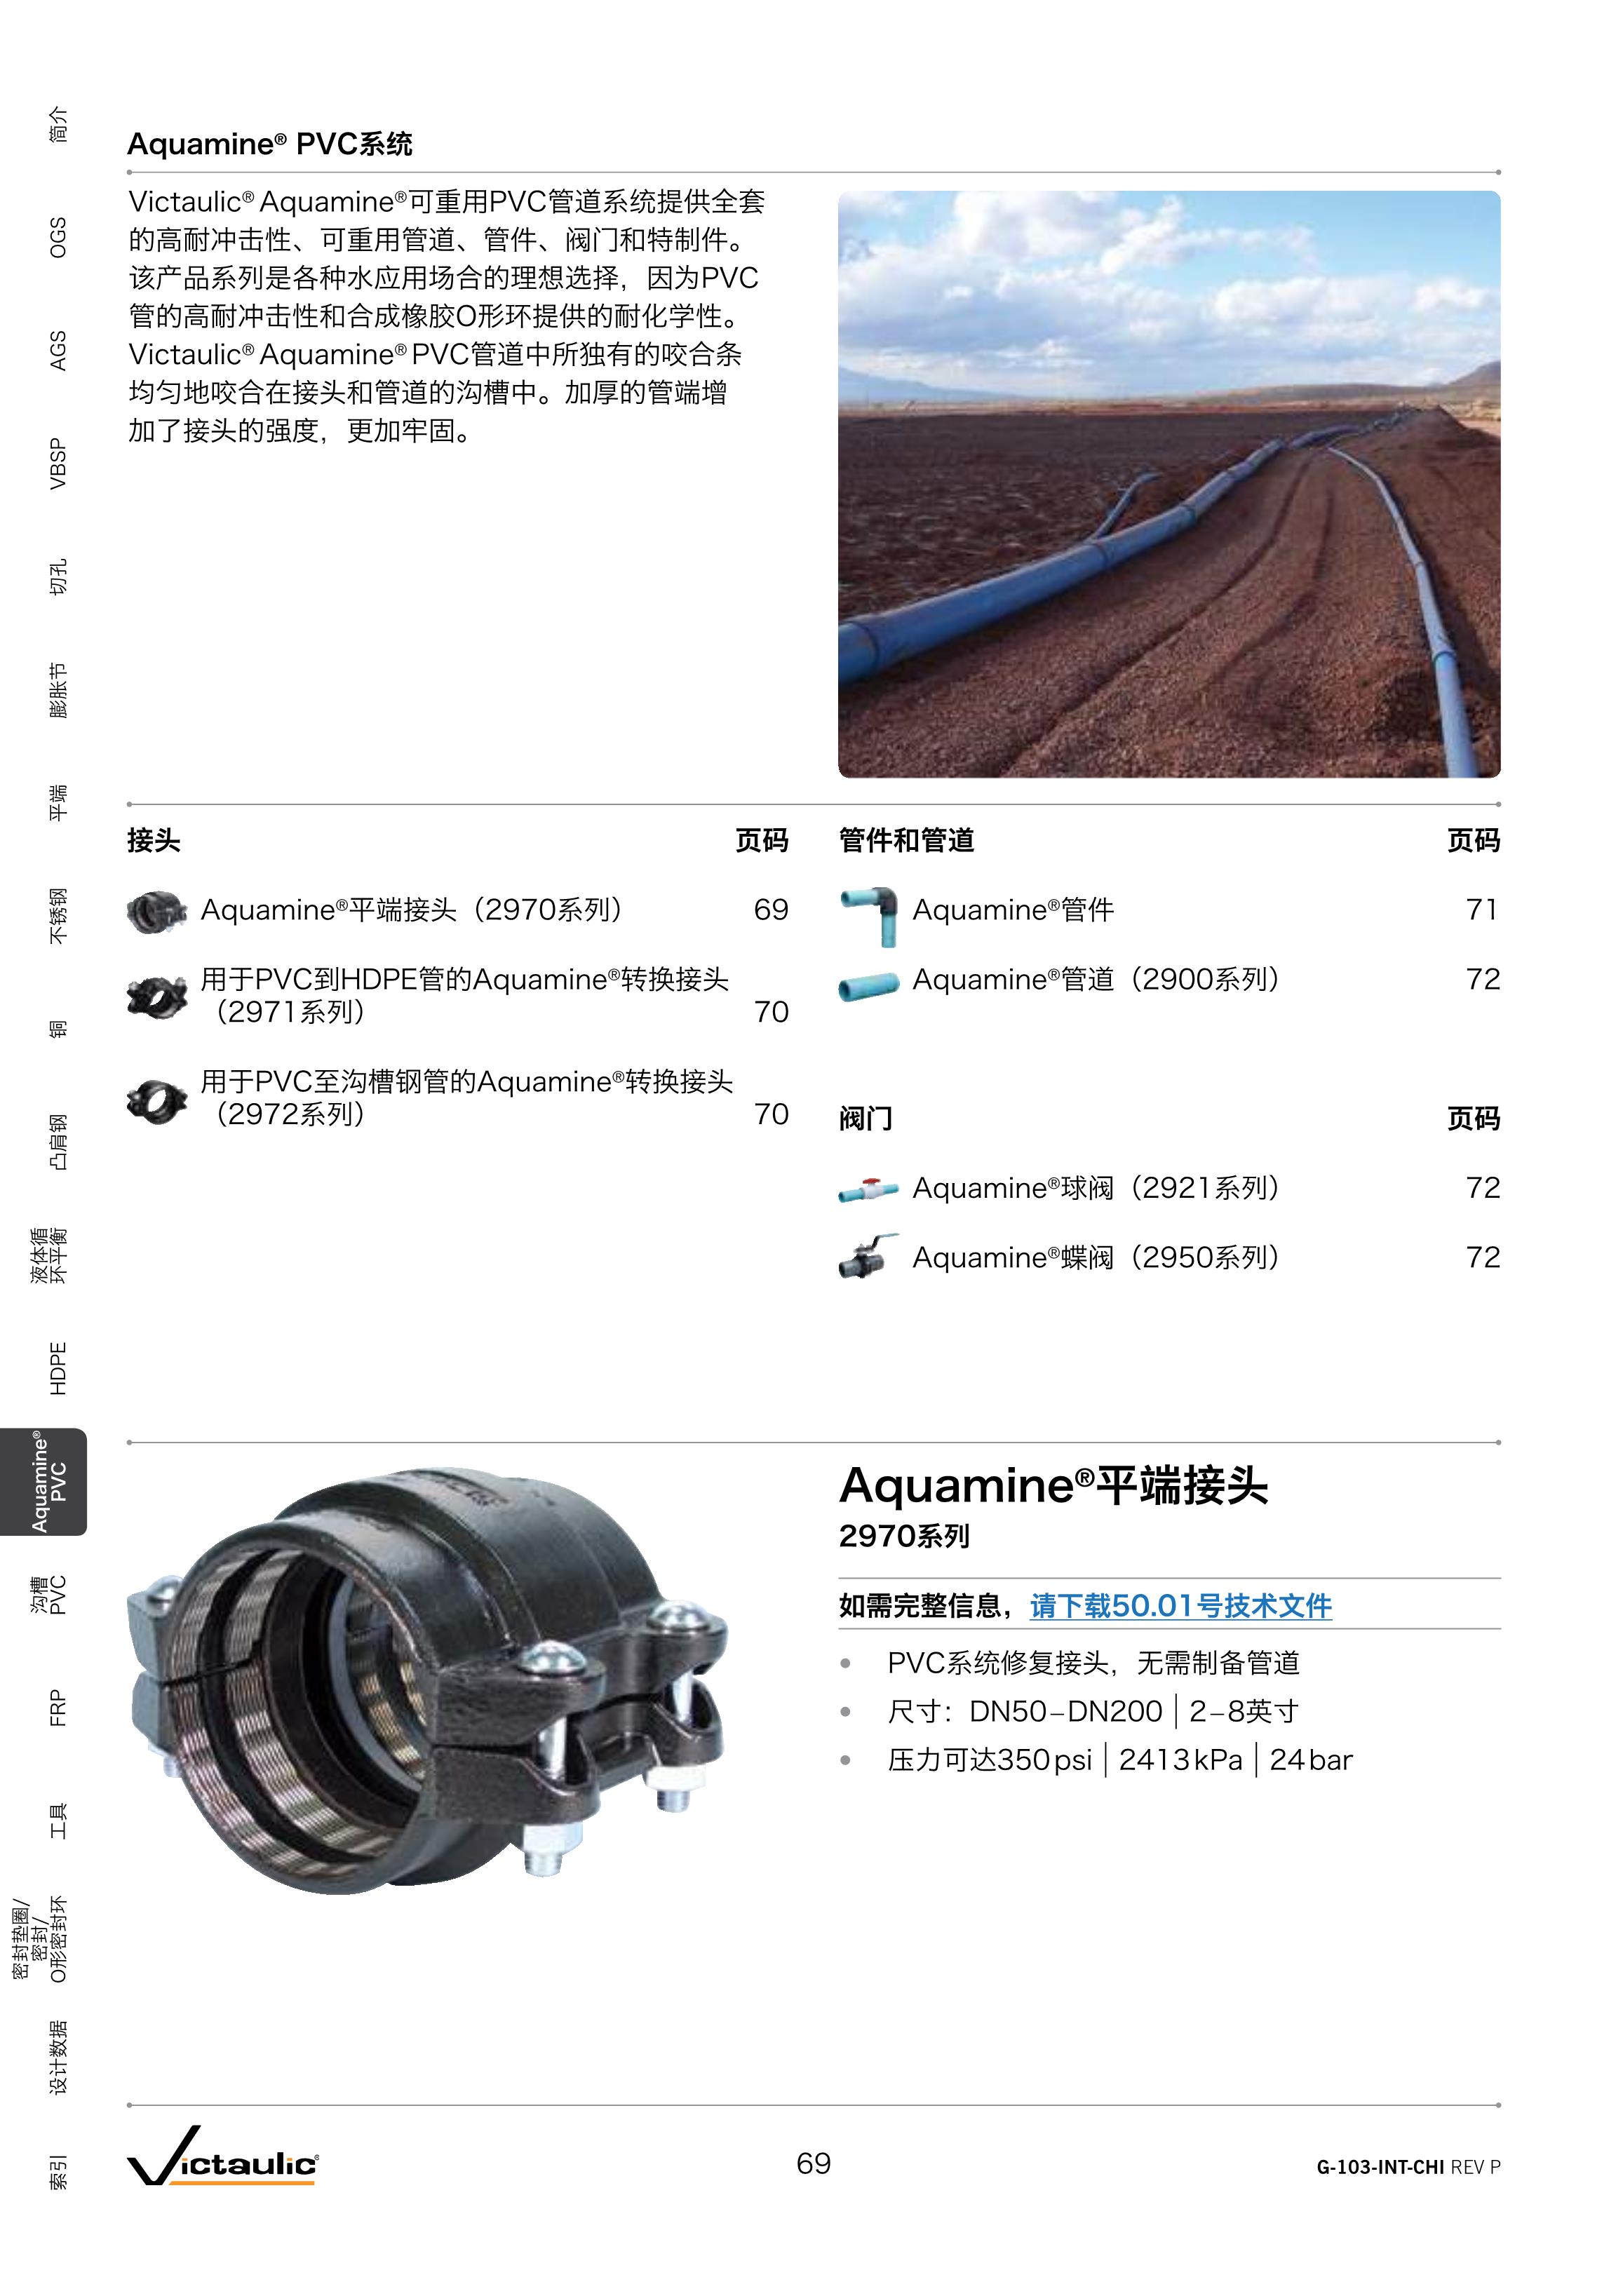 简介
OGS
AGS
VBSP
切孔
膨胀节
平端
不锈钢
铜
凸肩钢
液体循
环平衡
HDPE
Aquamine®
PVC
沟槽
PVC
FRP
工具
密封垫圈/
密封/
O形密封环
设计数据
索引
Aquamine® PVC系统
Victaulic® Aquamine®可重用PVC管道系统提供全套
的高耐冲击性、可重用管道、管件、阀门和特制件。
该产品系列是各种水应用场合的理想选择，因为PVC
管的高耐冲击性和合成橡胶O形环提供的耐化学性。
Victaulic® Aquamine® PVC管道中所独有的咬合条
均匀地咬合在接头和管道的沟槽中。加厚的管端增
加了接头的强度，更加牢固。
接头 页码
Aquamine®平端接头（2970系列） 69
用于PVC到HDPE管的Aquamine®转换接头
（2971系列） 70
用于PVC至沟槽钢管的Aquamine®转换接头
（2972系列） 70
管件和管道 页码
Aquamine®管件 71
Aquamine®管道（2900系列） 72
阀门 页码
Aquamine®球阀（2921系列） 72
Aquamine®蝶阀（2950系列） 72
Aquamine®平端接头
2970系列
如需完整信息，请下载50.01号技术文件
• PVC系统修复接头，无需制备管道
• 尺寸：DN50–DN200 | 2–8英寸
• 压力可达350psi | 2413kPa | 24bar
Victaulic®
69
G-103-INT-CHI REV P